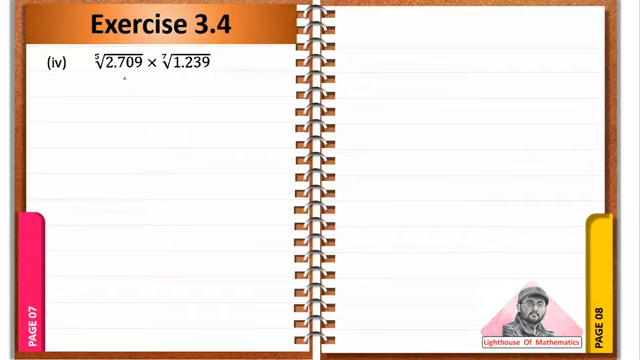 Exercise 3.4
(iv) ⁵√2.709 × ⁷√1.239
PAGE 07
PAGE 08
Lighthouse Of Mathematics